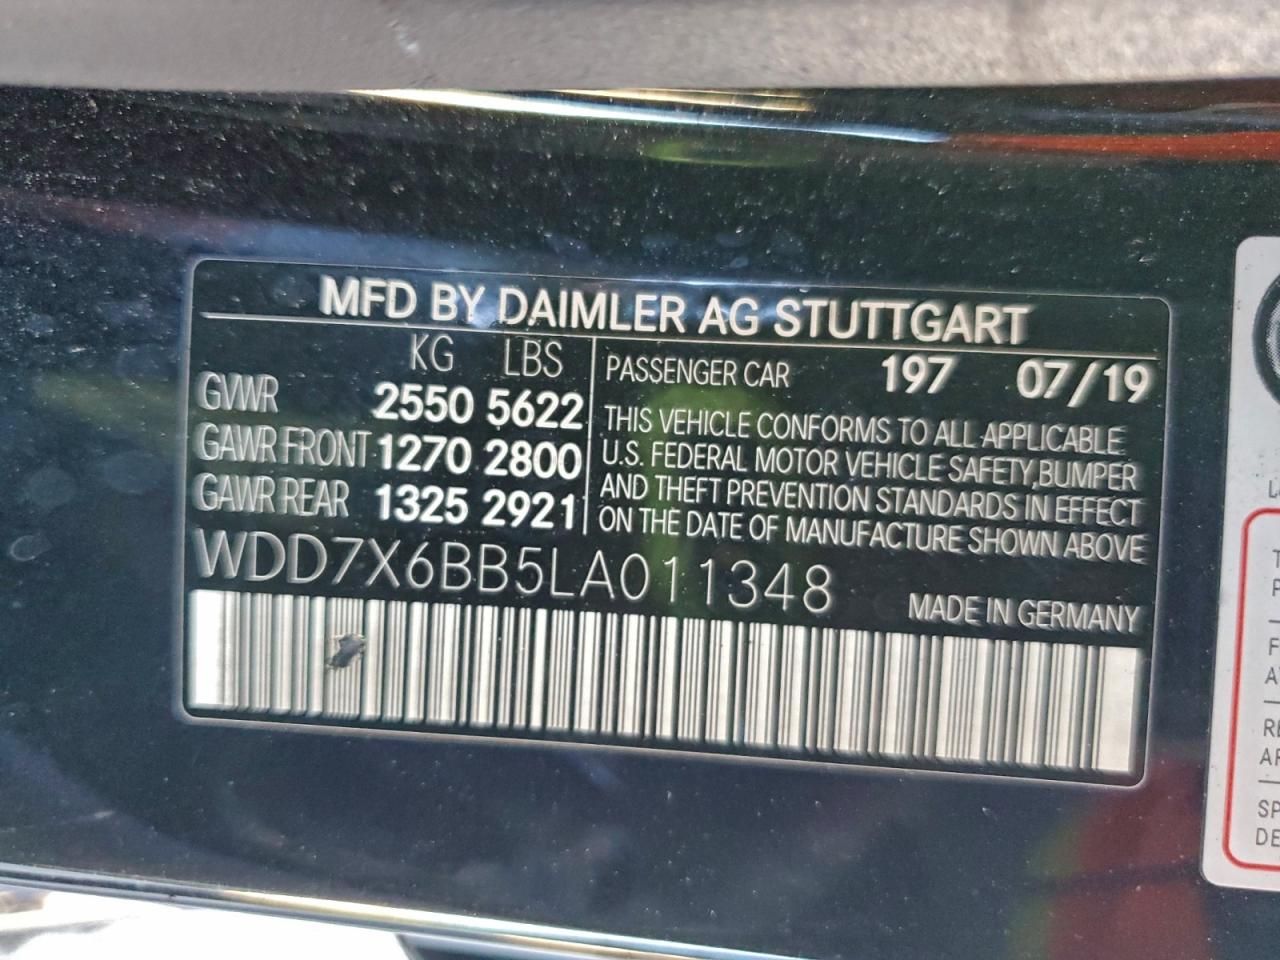 MFD BY DAIMLER AG STUTTGART
KG LBS
GVWR 2550 5622
GAWR FRONT 1270 2800
GAWR REAR 1325 2921
PASSENGER CAR 197 07/19
THIS VEHICLE CONFORMS TO ALL APPLICABLE
U.S. FEDERAL MOTOR VEHICLE SAFETY,BUMPER
AND THEFT PREVENTION STANDARDS IN EFFECT
ON THE DATE OF MANUFACTURE SHOWN ABOVE
WDD7X6BB5LA011348
MADE IN GERMANY